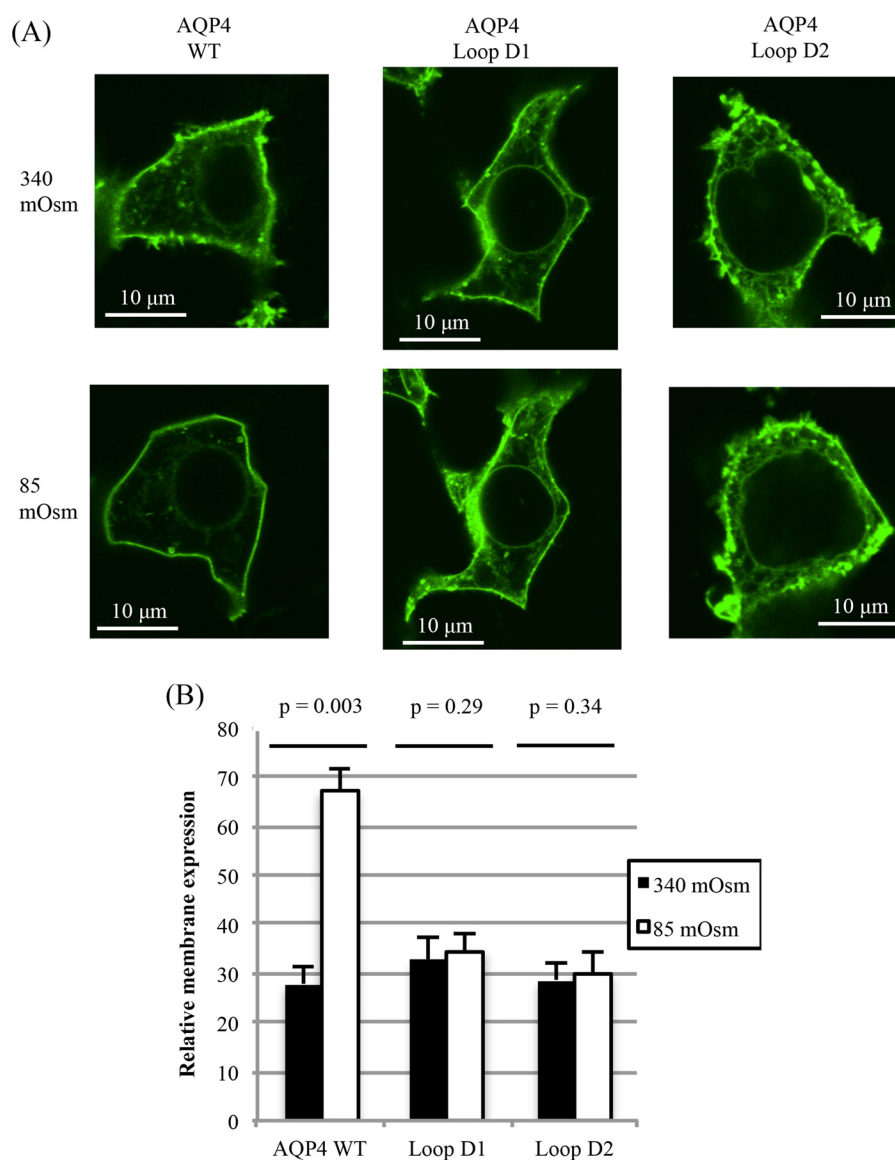 (A)
AQP4
WT
AQP4
Loop D1
AQP4
Loop D2
340
mOsm
10 μm
10 μm
10 μm
85
mOsm
10 μm
10 μm
10 μm
(B)
p = 0.003
p = 0.29
p = 0.34
Relative membrane expression
80
70
60
50
40
30
20
10
0
340 mOsm
85 mOsm
AQP4 WT
Loop D1
Loop D2